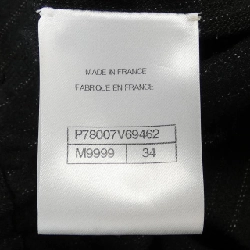 MADE IN FRANCE
FABRIQUE EN FRANCE
P78007V69462
M9999 34